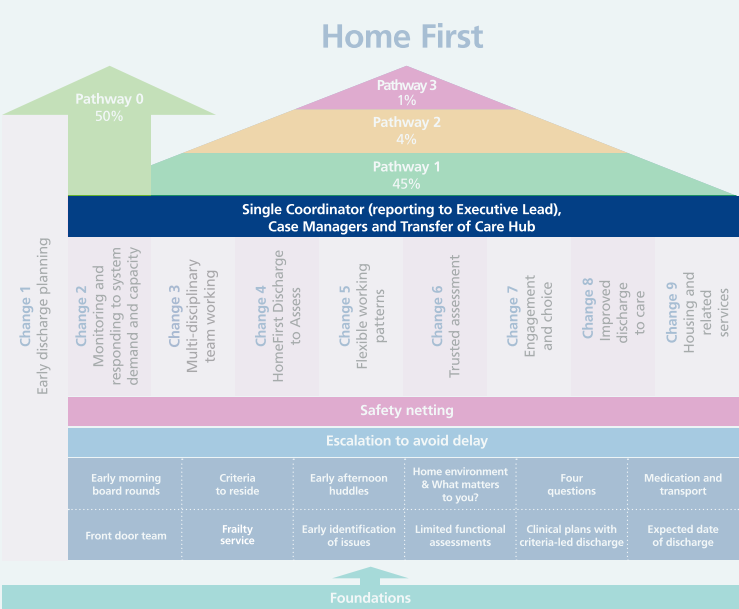 Home First
Pathway 0
50%
Pathway 3
1%
Pathway 2
4%
Pathway 1
45%
Single Coordinator (reporting to Executive Lead),
Case Managers and Transfer of Care Hub
Change 1
Early discharge planning
Change 2
Monitoring and
responding to system
demand and capacity
Change 3
Multi-disciplinary
team working
Change 4
HomeFirst Discharge
to Assess
Change 5
Flexible working
patterns
Change 6
Trusted assessment
Change 7
Engagement
and choice
Change 8
Improved
discharge
to care
Change 9
Housing and
related
services
Safety netting
Escalation to avoid delay
Early morning
board rounds
Criteria
to reside
Early afternoon
huddles
Home environment
& What matters
to you?
Four
questions
Medication and
transport
Front door team
Frailty
service
Early identification
of issues
Limited functional
assessments
Clinical plans with
criteria-led discharge
Expected date
of discharge
Foundations